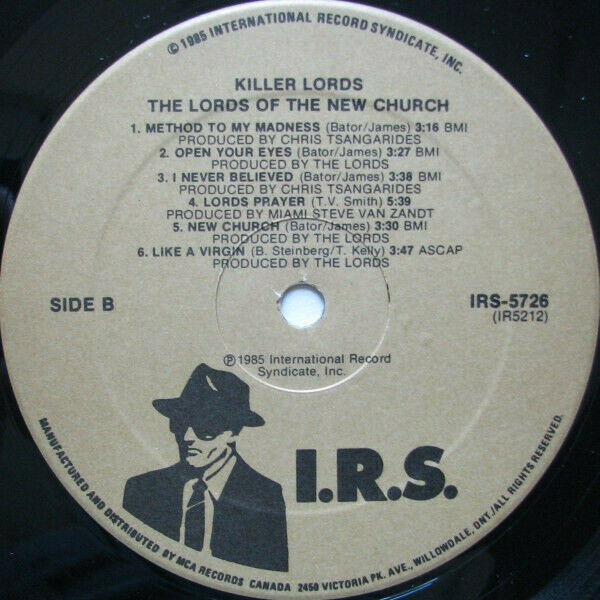 © 1985 INTERNATIONAL RECORD SYNDICATE, INC.
KILLER LORDS
THE LORDS OF THE NEW CHURCH
1. METHOD TO MY MADNESS (Bator/James) 3:16 BMI
PRODUCED BY CHRIS TSANGARIDES
2. OPEN YOUR EYES (Bator/James) 3:27 BMI
PRODUCED BY THE LORDS
3. I NEVER BELIEVED (Bator/James) 3:38 BMI
PRODUCED BY CHRIS TSANGARIDES
4. LORDS PRAYER (T.V. Smith) 5:39
PRODUCED BY MIAMI STEVE VAN ZANDT
5. NEW CHURCH (Bator/James) 3:30 BMI
PRODUCED BY THE LORDS
6. LIKE A VIRGIN (B. Steinberg/T. Kelly) 3:47 ASCAP
PRODUCED BY THE LORDS
SIDE B
IRS-5726
(IR5212)
℗ 1985 International Record
Syndicate, Inc.
I.R.S.
MANUFACTURED AND DISTRIBUTED BY MCA RECORDS CANADA 2450 VICTORIA PK. AVE., WILLOWDALE, ONT./ALL RIGHTS RESERVED.